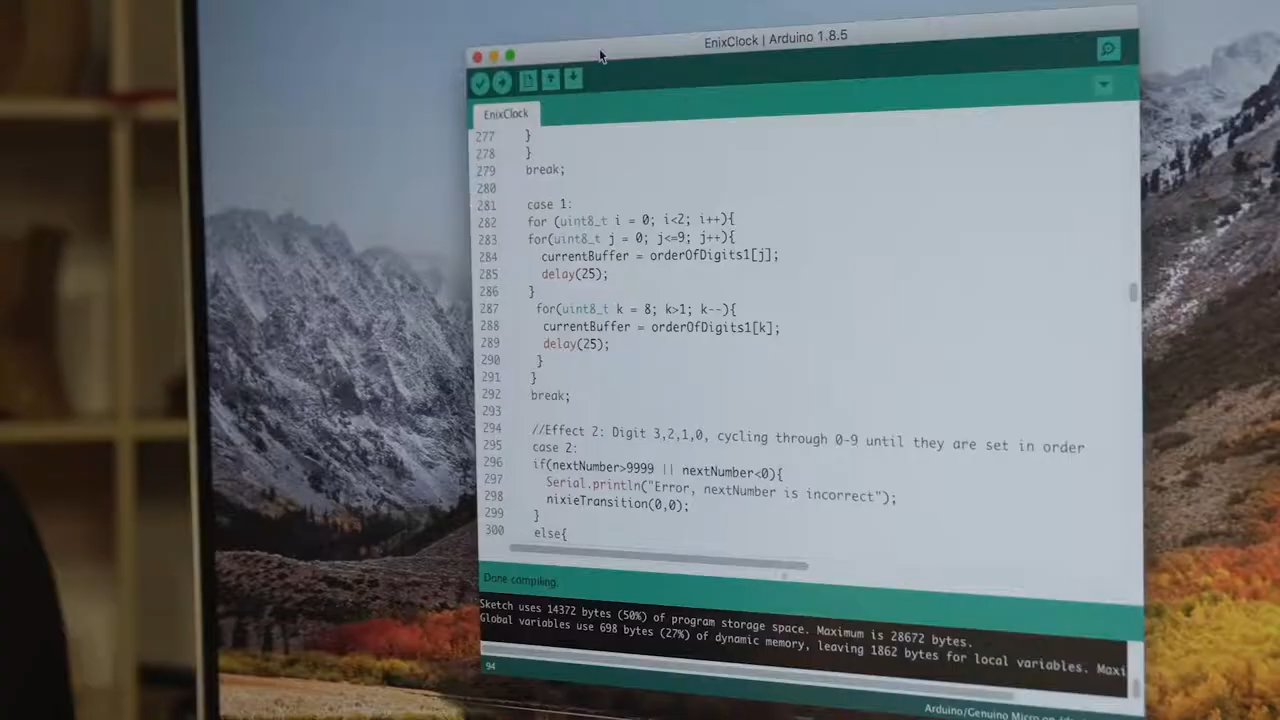 EnixClock | Arduino 1.8.5
EnixClock
277 }
278 }
279 break;
280
281 case 1:
282 for (uint8_t i = 0; i<2; i++){
283 for(uint8_t j = 0; j<=9; j++){
284 currentBuffer = orderOfDigits1[j];
285 delay(25);
286 }
287 for(uint8_t k = 8; k>1; k--){
288 currentBuffer = orderOfDigits1[k];
289 delay(25);
290 }
291 }
292 break;
293
294 //Effect 2: Digit 3,2,1,0, cycling through 0-9 until they are set in order
295 case 2:
296 if(nextNumber>9999 || nextNumber<0){
297 Serial.println("Error, nextNumber is incorrect");
298 nixieTransition(0,0);
299 }
300 else{
Done compiling.
Sketch uses 14372 bytes (50%) of program storage space. Maximum is 28672 bytes.
Global variables use 698 bytes (27%) of dynamic memory, leaving 1862 bytes for local variables. Maxi
94
Arduino/Genuino Micro on